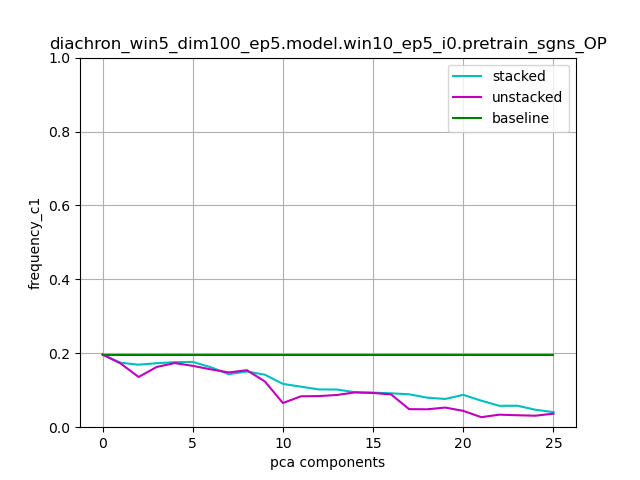 diachron_win5_dim100_ep5.model.win10_ep5_i0.pretrain_sgns_OP
1.0
0.8
0.6
0.4
0.2
0.0
frequency_c1
stacked
unstacked
baseline
0
5
10
15
20
25
pca components